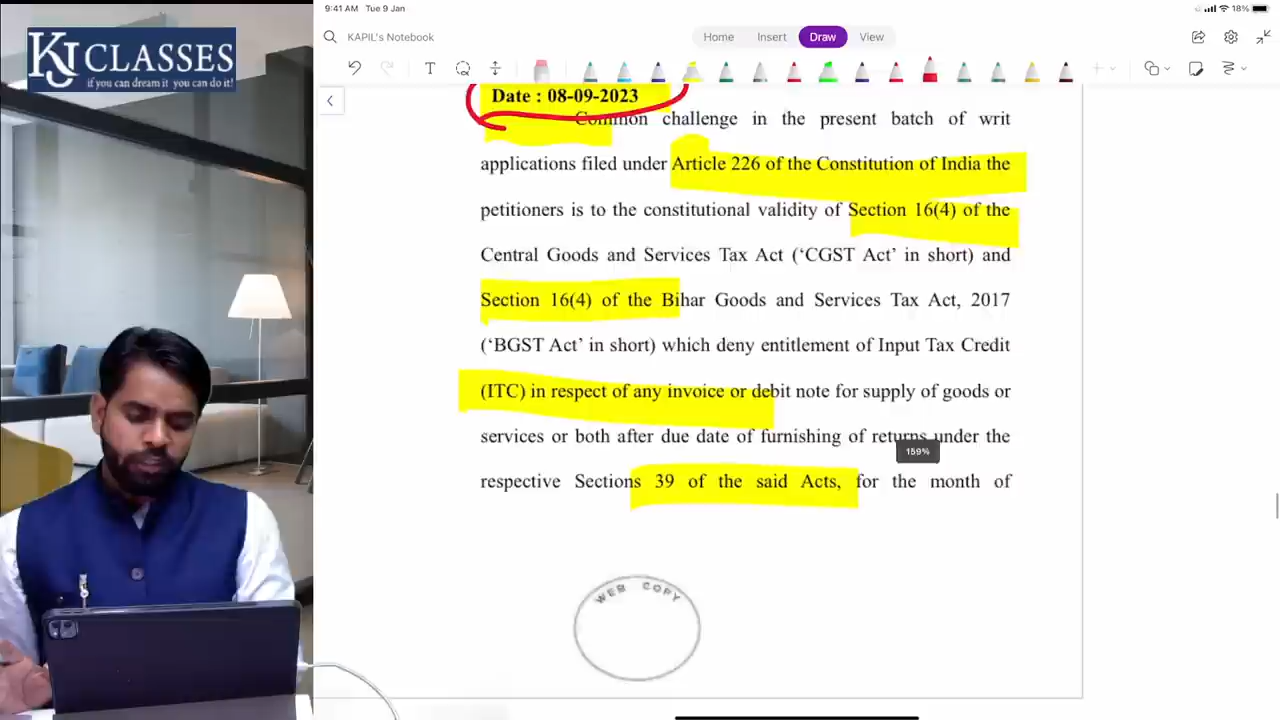 9:41 AM Tue 9 Jan
18%
KJ CLASSES
if you can dream it you can do it!
KAPIL's Notebook
Home Insert Draw View
T
Date : 08-09-2023
Common challenge in the present batch of writ
applications filed under Article 226 of the Constitution of India the
petitioners is to the constitutional validity of Section 16(4) of the
Central Goods and Services Tax Act (‘CGST Act’ in short) and
Section 16(4) of the Bihar Goods and Services Tax Act, 2017
(‘BGST Act’ in short) which deny entitlement of Input Tax Credit
(ITC) in respect of any invoice or debit note for supply of goods or
services or both after due date of furnishing of returns under the
159%
respective Sections 39 of the said Acts, for the month of
WEB COPY